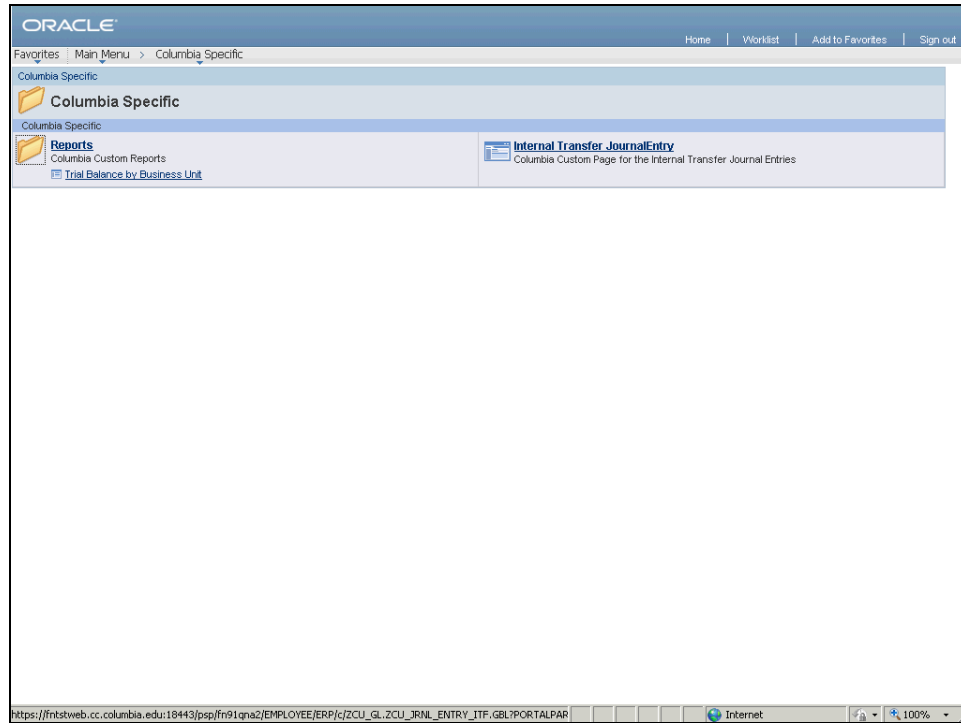 ORACLE
Home | Worklist | Add to Favorites | Sign out
Favorites Main Menu > Columbia Specific
Columbia Specific
Columbia Specific
Columbia Specific
Reports
Columbia Custom Reports
Trial Balance by Business Unit
Internal Transfer JournalEntry
Columbia Custom Page for the Internal Transfer Journal Entries
https://fntstweb.cc.columbia.edu:18443/psp/fn91qna2/EMPLOYEE/ERP/c/ZCU_GL.ZCU_JRNL_ENTRY_ITF.GBL?PORTALPAR Internet 100%